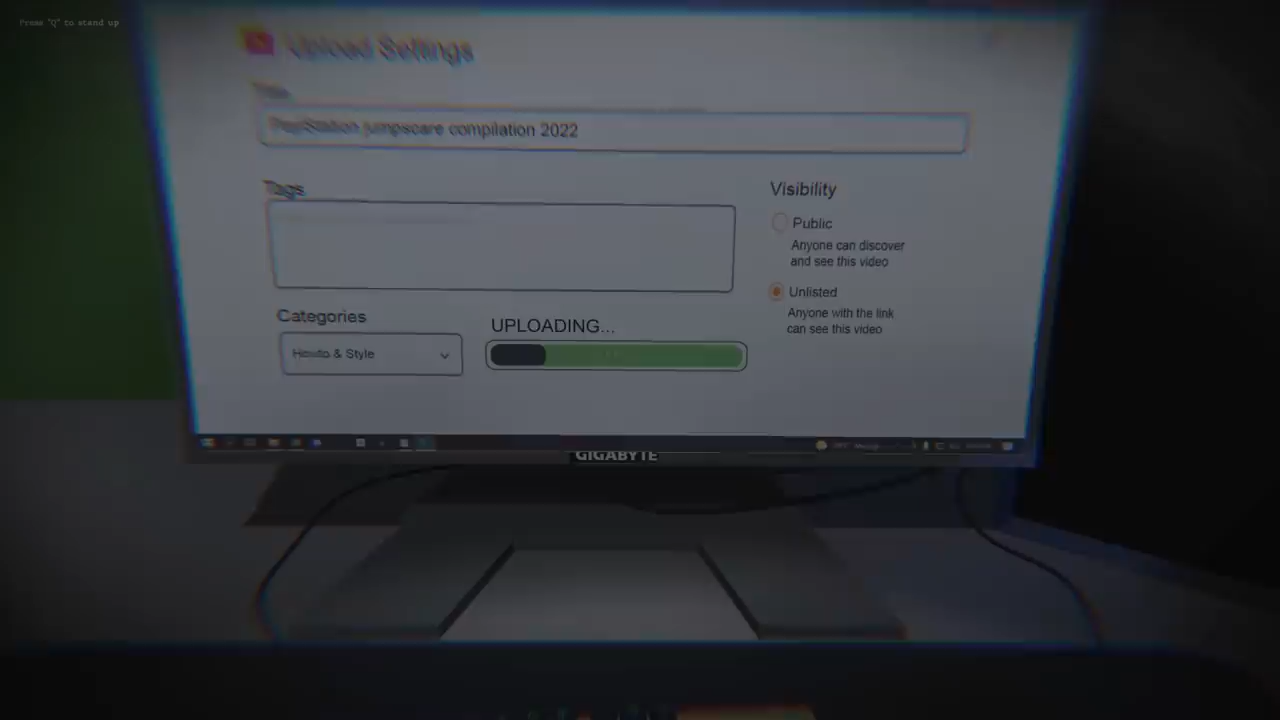 Press "Q" to stand up
Upload Settings
Title
PlayStation jumpscare compilation 2022
Tags
Visibility
Public
Anyone can discover
and see this video
Unlisted
Anyone with the link
can see this video
Categories
UPLOADING...
Howto & Style
GIGABYTE